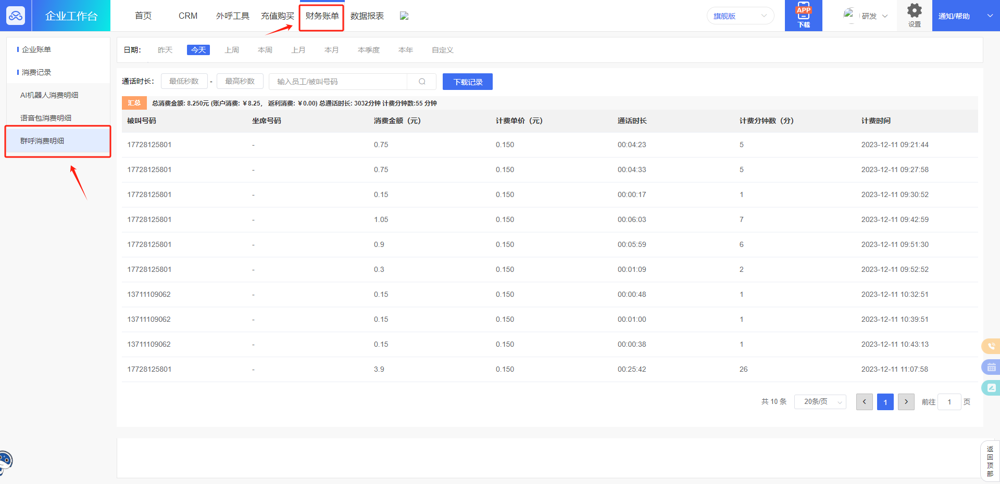 企业工作台 首页 CRM 外呼工具 充值购买 财务账单 数据报表 旗舰版 APP 下载 研发 设置 通知/帮助
企业账单
消费记录
AI机器人消费明细
语音包消费明细
群呼消费明细
日期: 昨天 今天 上周 本周 上月 本月 本季度 本年 自定义
通话时长: 最低秒数 - 最高秒数 输入员工/被叫号码 下载记录
汇总 总消费金额: 8.250元 (账户消费: ￥8.25, 返利消费: ￥0.00) 总通话时长: 3032分钟 计费分钟数:55 分钟
被叫号码 坐席号码 消费金额（元） 计费单价（元） 通话时长 计费分钟数（分） 计费时间
17728125801 - 0.75 0.150 00:04:23 5 2023-12-11 09:21:44
17728125801 - 0.75 0.150 00:04:33 5 2023-12-11 09:27:58
17728125801 - 0.15 0.150 00:00:17 1 2023-12-11 09:30:52
17728125801 - 1.05 0.150 00:06:03 7 2023-12-11 09:42:59
17728125801 - 0.9 0.150 00:05:59 6 2023-12-11 09:51:30
17728125801 - 0.3 0.150 00:01:09 2 2023-12-11 09:52:52
13711109062 - 0.15 0.150 00:00:48 1 2023-12-11 10:32:51
13711109062 - 0.15 0.150 00:01:00 1 2023-12-11 10:39:51
13711109062 - 0.15 0.150 00:00:38 1 2023-12-11 10:43:13
17728125801 - 3.9 0.150 00:25:42 26 2023-12-11 11:07:58
共 10 条 20条/页 1 前往 1 页
返
回
顶
部